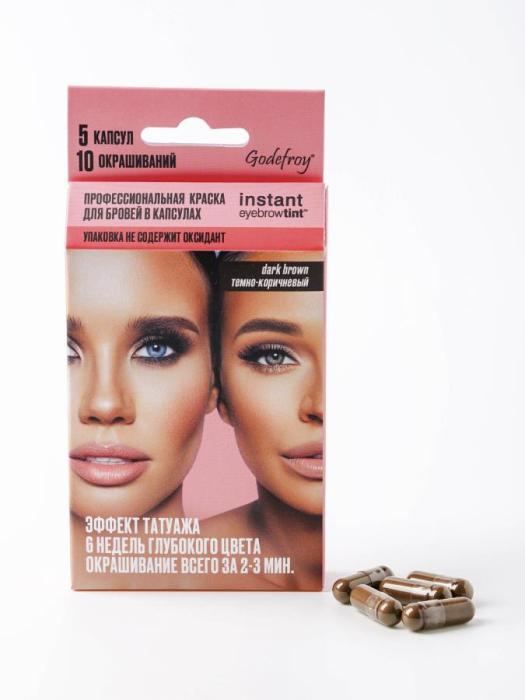 5 КАПСУЛ
10 ОКРАШИВАНИЙ
Godefroy®
ПРОФЕССИОНАЛЬНАЯ КРАСКА
ДЛЯ БРОВЕЙ В КАПСУЛАХ
instant
eyebrowtint™
УПАКОВКА НЕ СОДЕРЖИТ ОКСИДАНТ
dark brown
темно-коричневый
ЭФФЕКТ ТАТУАЖА
6 НЕДЕЛЬ ГЛУБОКОГО ЦВЕТА
ОКРАШИВАНИЕ ВСЕГО ЗА 2-3 МИН.